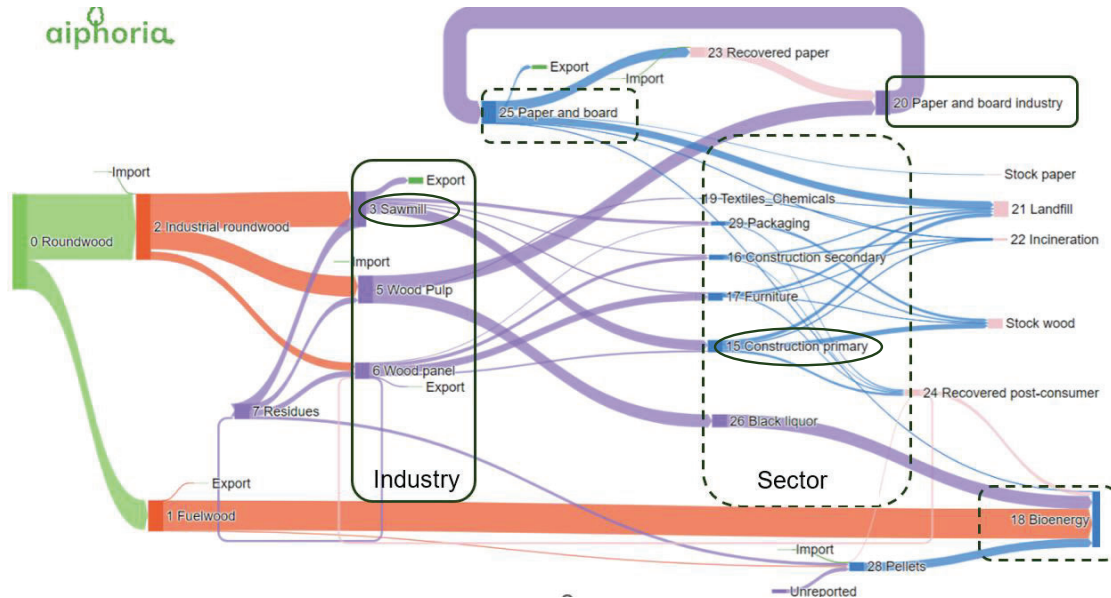 aiphoria
23 Recovered paper
Export
Import
25 Paper and board
20 Paper and board industry
Import
Export
Stock paper
3 Sawmill
19 Textiles_Chemicals
21 Landfill
2 Industrial roundwood
29 Packaging
0 Roundwood
22 Incineration
16 Construction secondary
Import
5 Wood Pulp
17 Furniture
Stock wood
15 Construction primary
6 Wood panel
Export
24 Recovered post-consumer
7 Residues
26 Black liquor
Industry
Sector
Export
1 Fuelwood
18 Bioenergy
Import
28 Pellets
Unreported